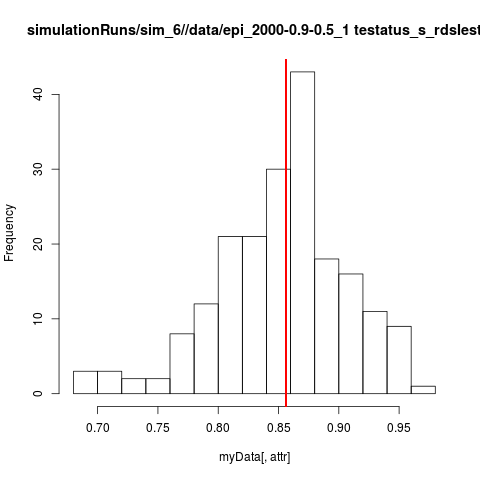 simulationRuns/sim_6//data/epi_2000-0.9-0.5_1 testatus_s_rdslest
Frequency
40
30
20
10
0
0.70 0.75 0.80 0.85 0.90 0.95
myData[, attr]